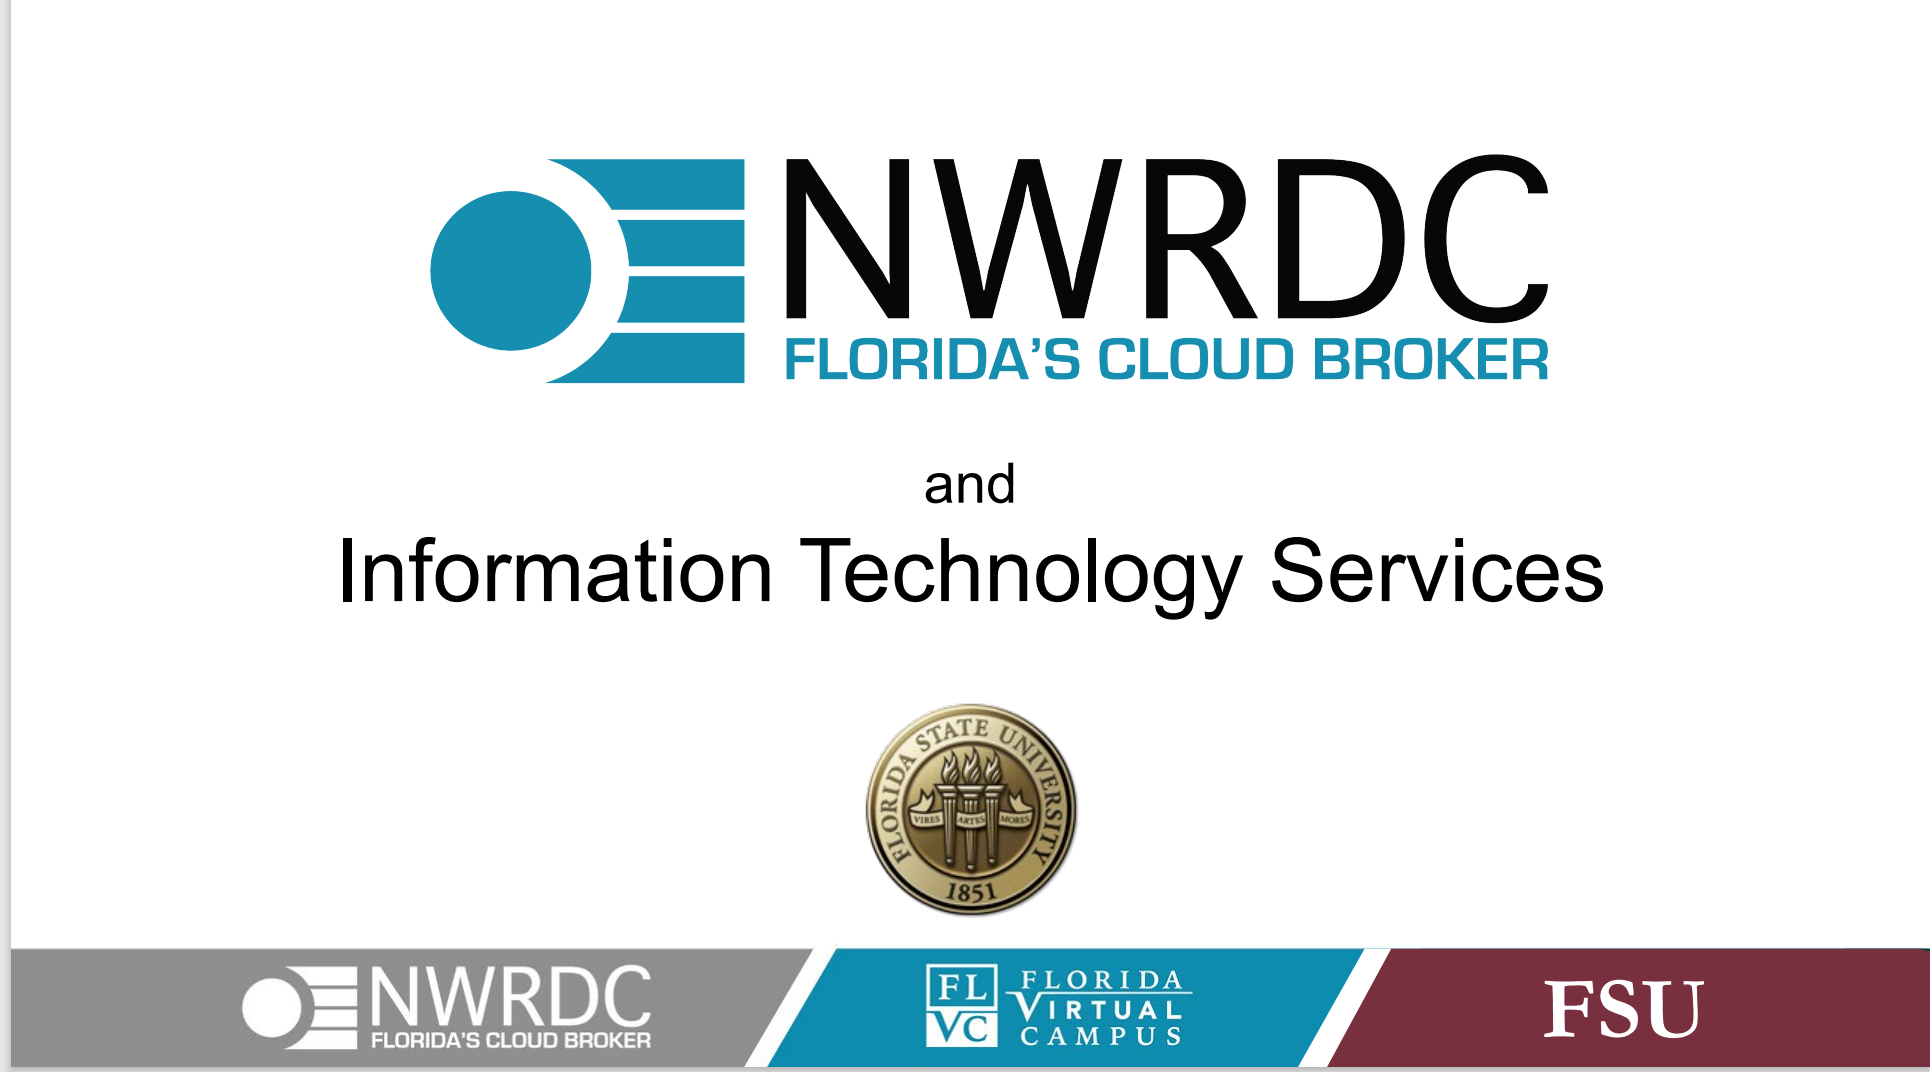 NWRDC
FLORIDA'S CLOUD BROKER
and
Information Technology Services
FLORIDA STATE UNIVERSITY
VIRES ARTES MORES
1851
NWRDC
FLORIDA'S CLOUD BROKER
FL
VC
FLORIDA
VIRTUAL
CAMPUS
FSU